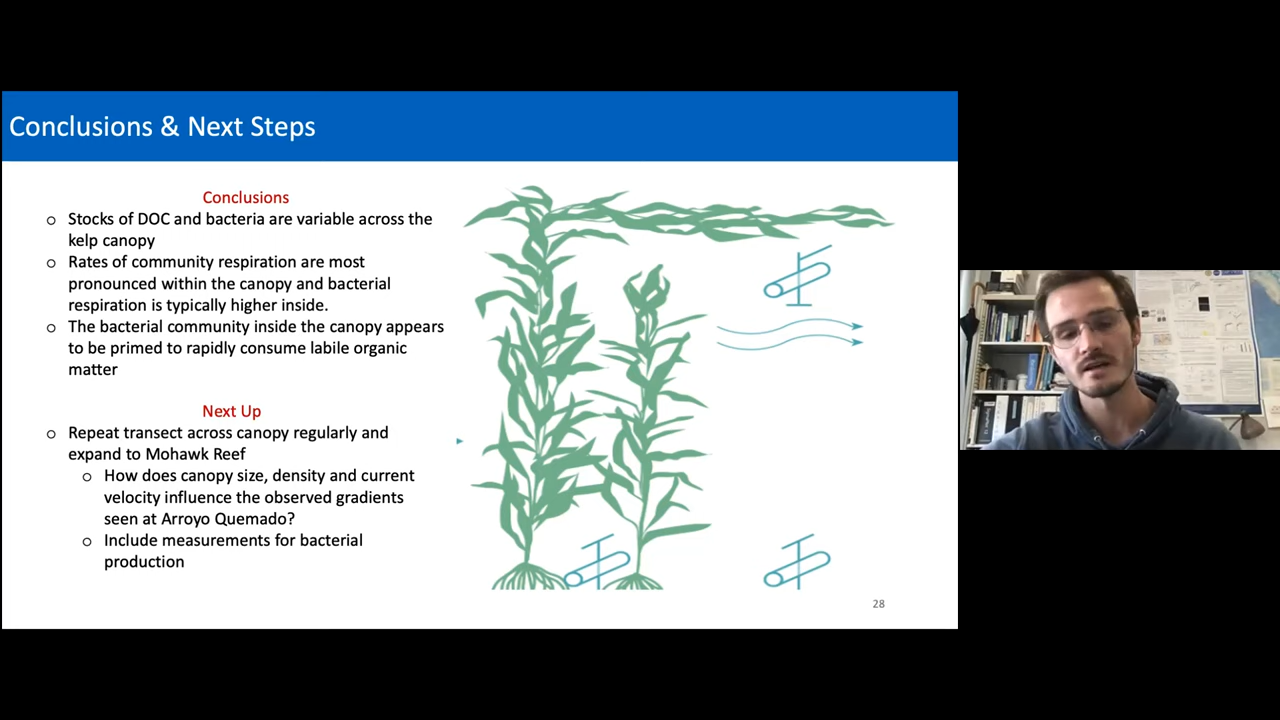 Conclusions & Next Steps
Conclusions
o Stocks of DOC and bacteria are variable across the
kelp canopy
o Rates of community respiration are most
pronounced within the canopy and bacterial
respiration is typically higher inside.
o The bacterial community inside the canopy appears
to be primed to rapidly consume labile organic
matter
Next Up
o Repeat transect across canopy regularly and
expand to Mohawk Reef
o How does canopy size, density and current
velocity influence the observed gradients
seen at Arroyo Quemado?
o Include measurements for bacterial
production
28